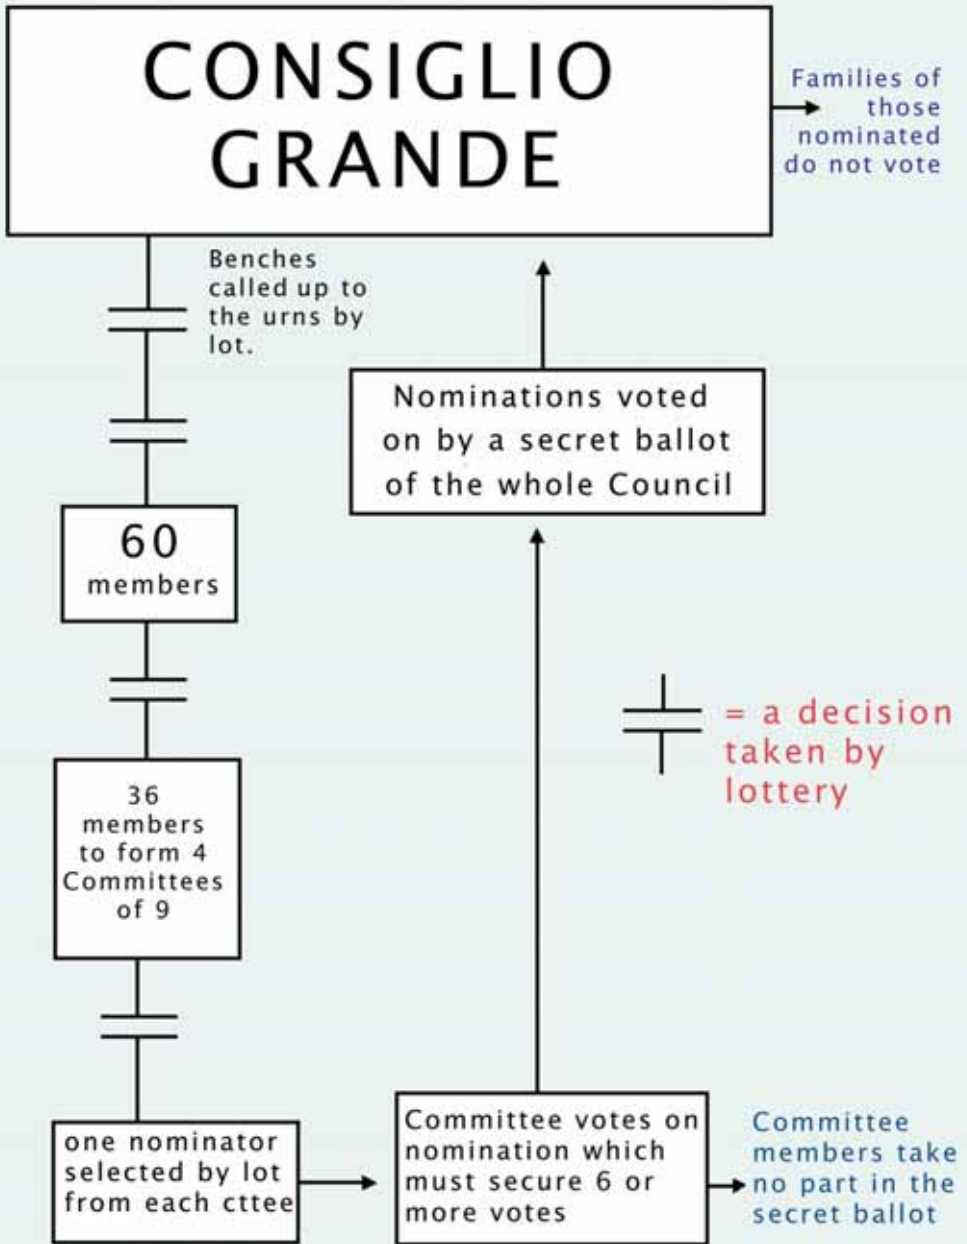 CONSIGLIO
GRANDE
Families of
those
nominated
do not vote
Benches
called up to
the urns by
lot.
Nominations voted
on by a secret ballot
of the whole Council
60
members
= a decision
taken by
lottery
36
members
to form 4
Committees
of 9
one nominator
selected by lot
from each cttee
Committee votes on
nomination which
must secure 6 or
more votes
Committee
members take
no part in the
secret ballot